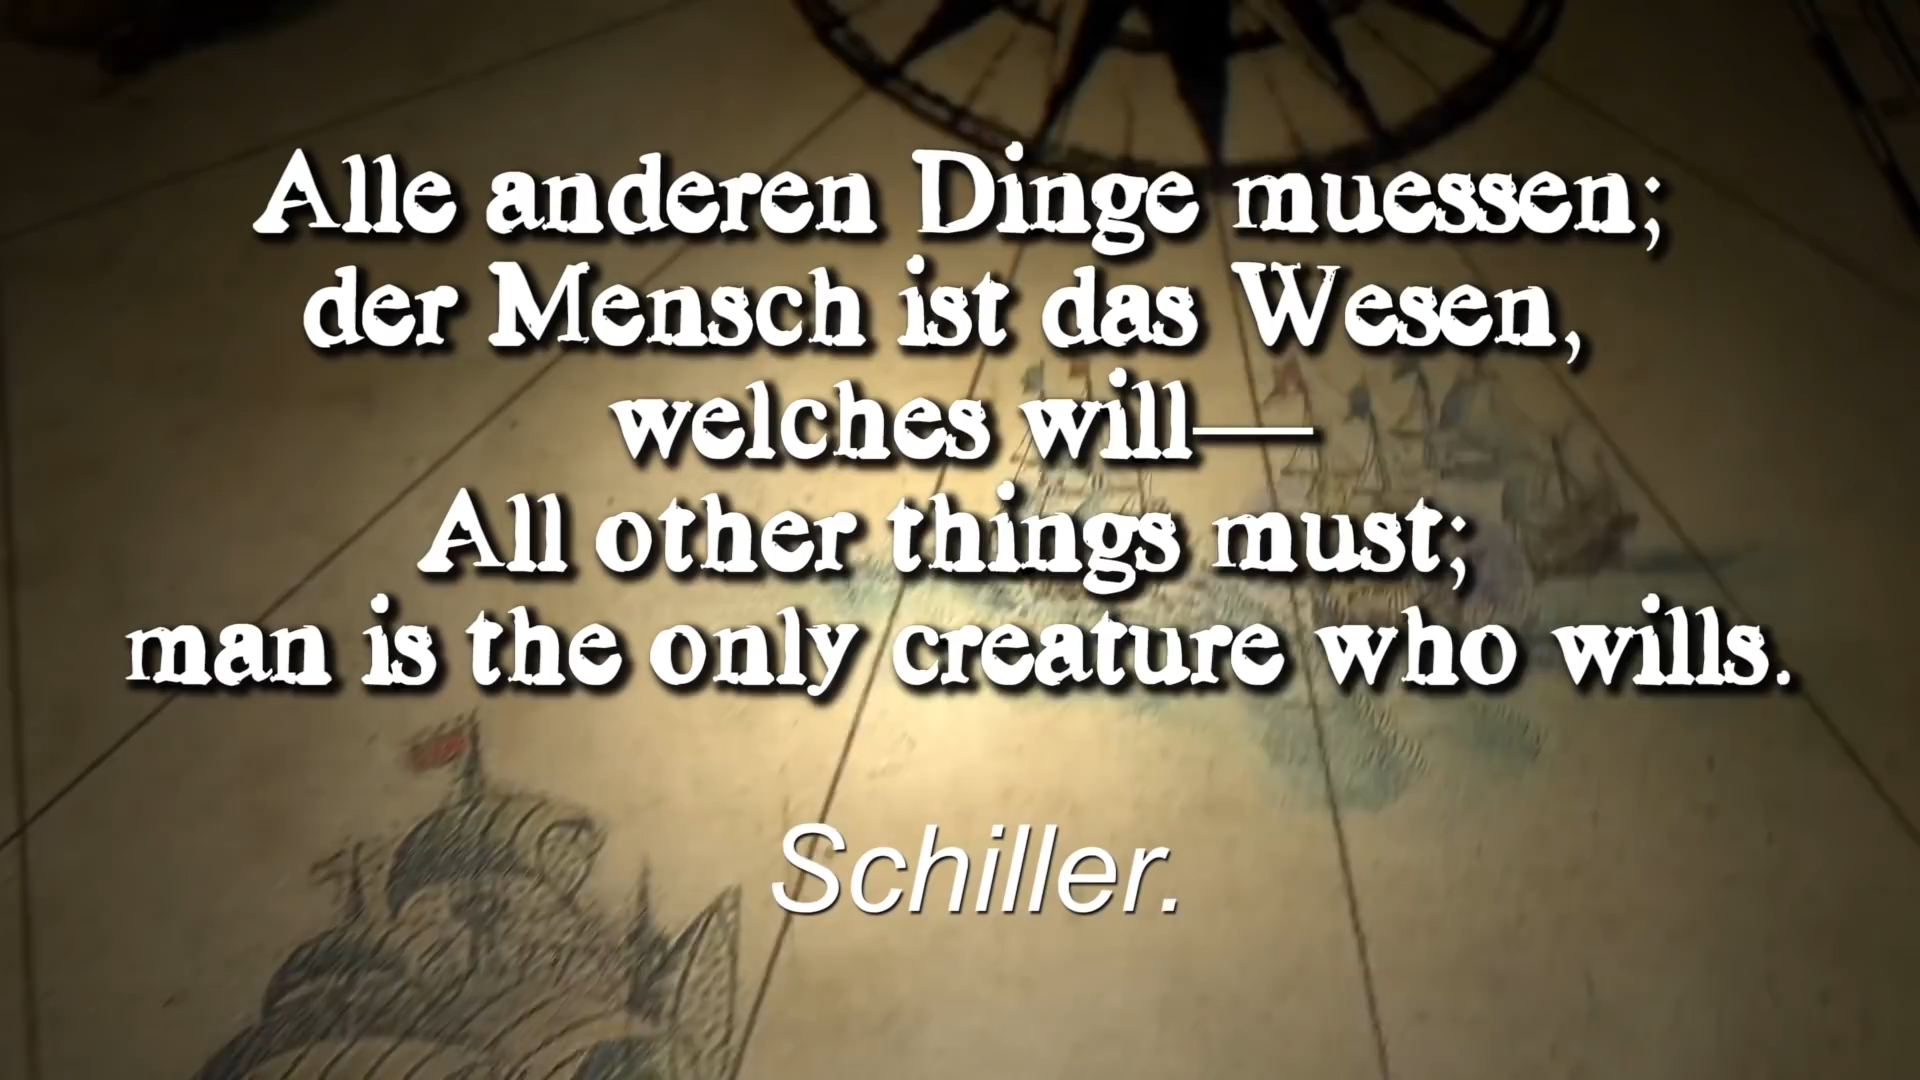 Alle anderen Dinge muessen;
der Mensch ist das Wesen,
welches will—
All other things must;
man is the only creature who wills.
Schiller.